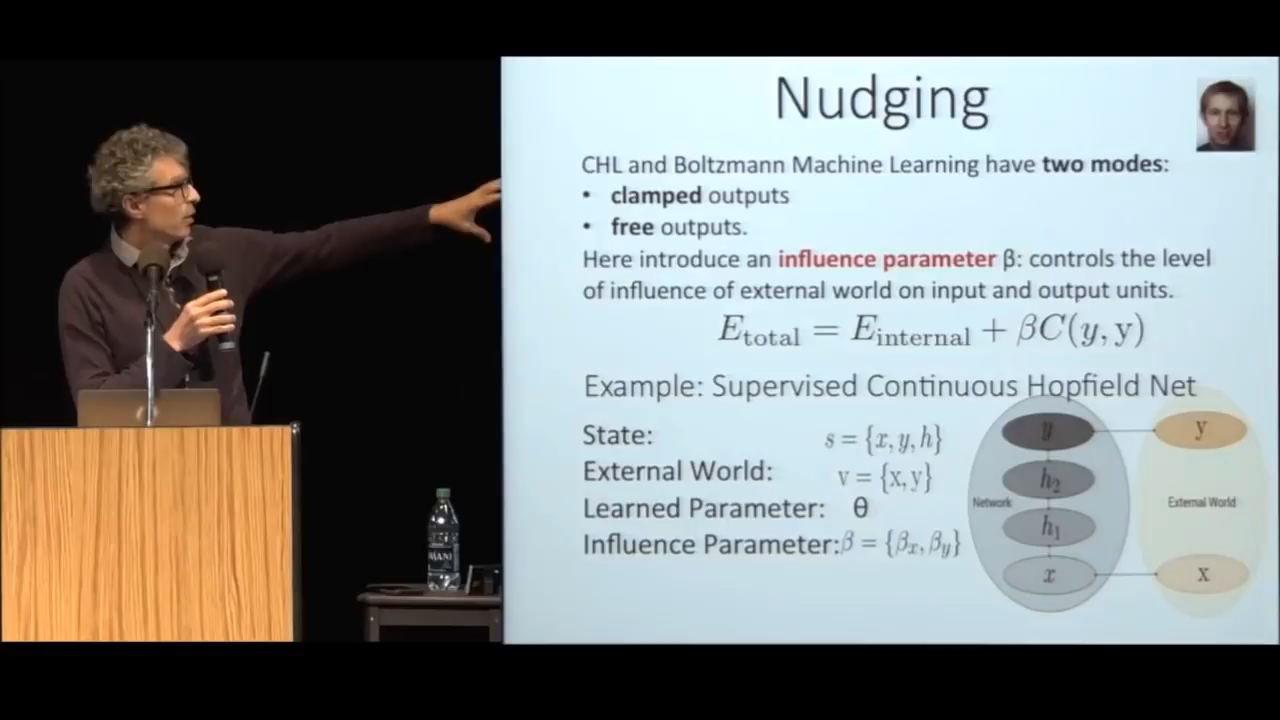 Nudging
CHL and Boltzmann Machine Learning have two modes:
• clamped outputs
• free outputs.
Here introduce an influence parameter β: controls the level
of influence of external world on input and output units.
E_total = E_internal + βC(y, y)
Example: Supervised Continuous Hopfield Net
State: s = {x, y, h}
External World: v = {x,y}
Learned Parameter: θ
Influence Parameter: β = {β_x, β_y}
y y
h_2
Network External World
h_1
x x